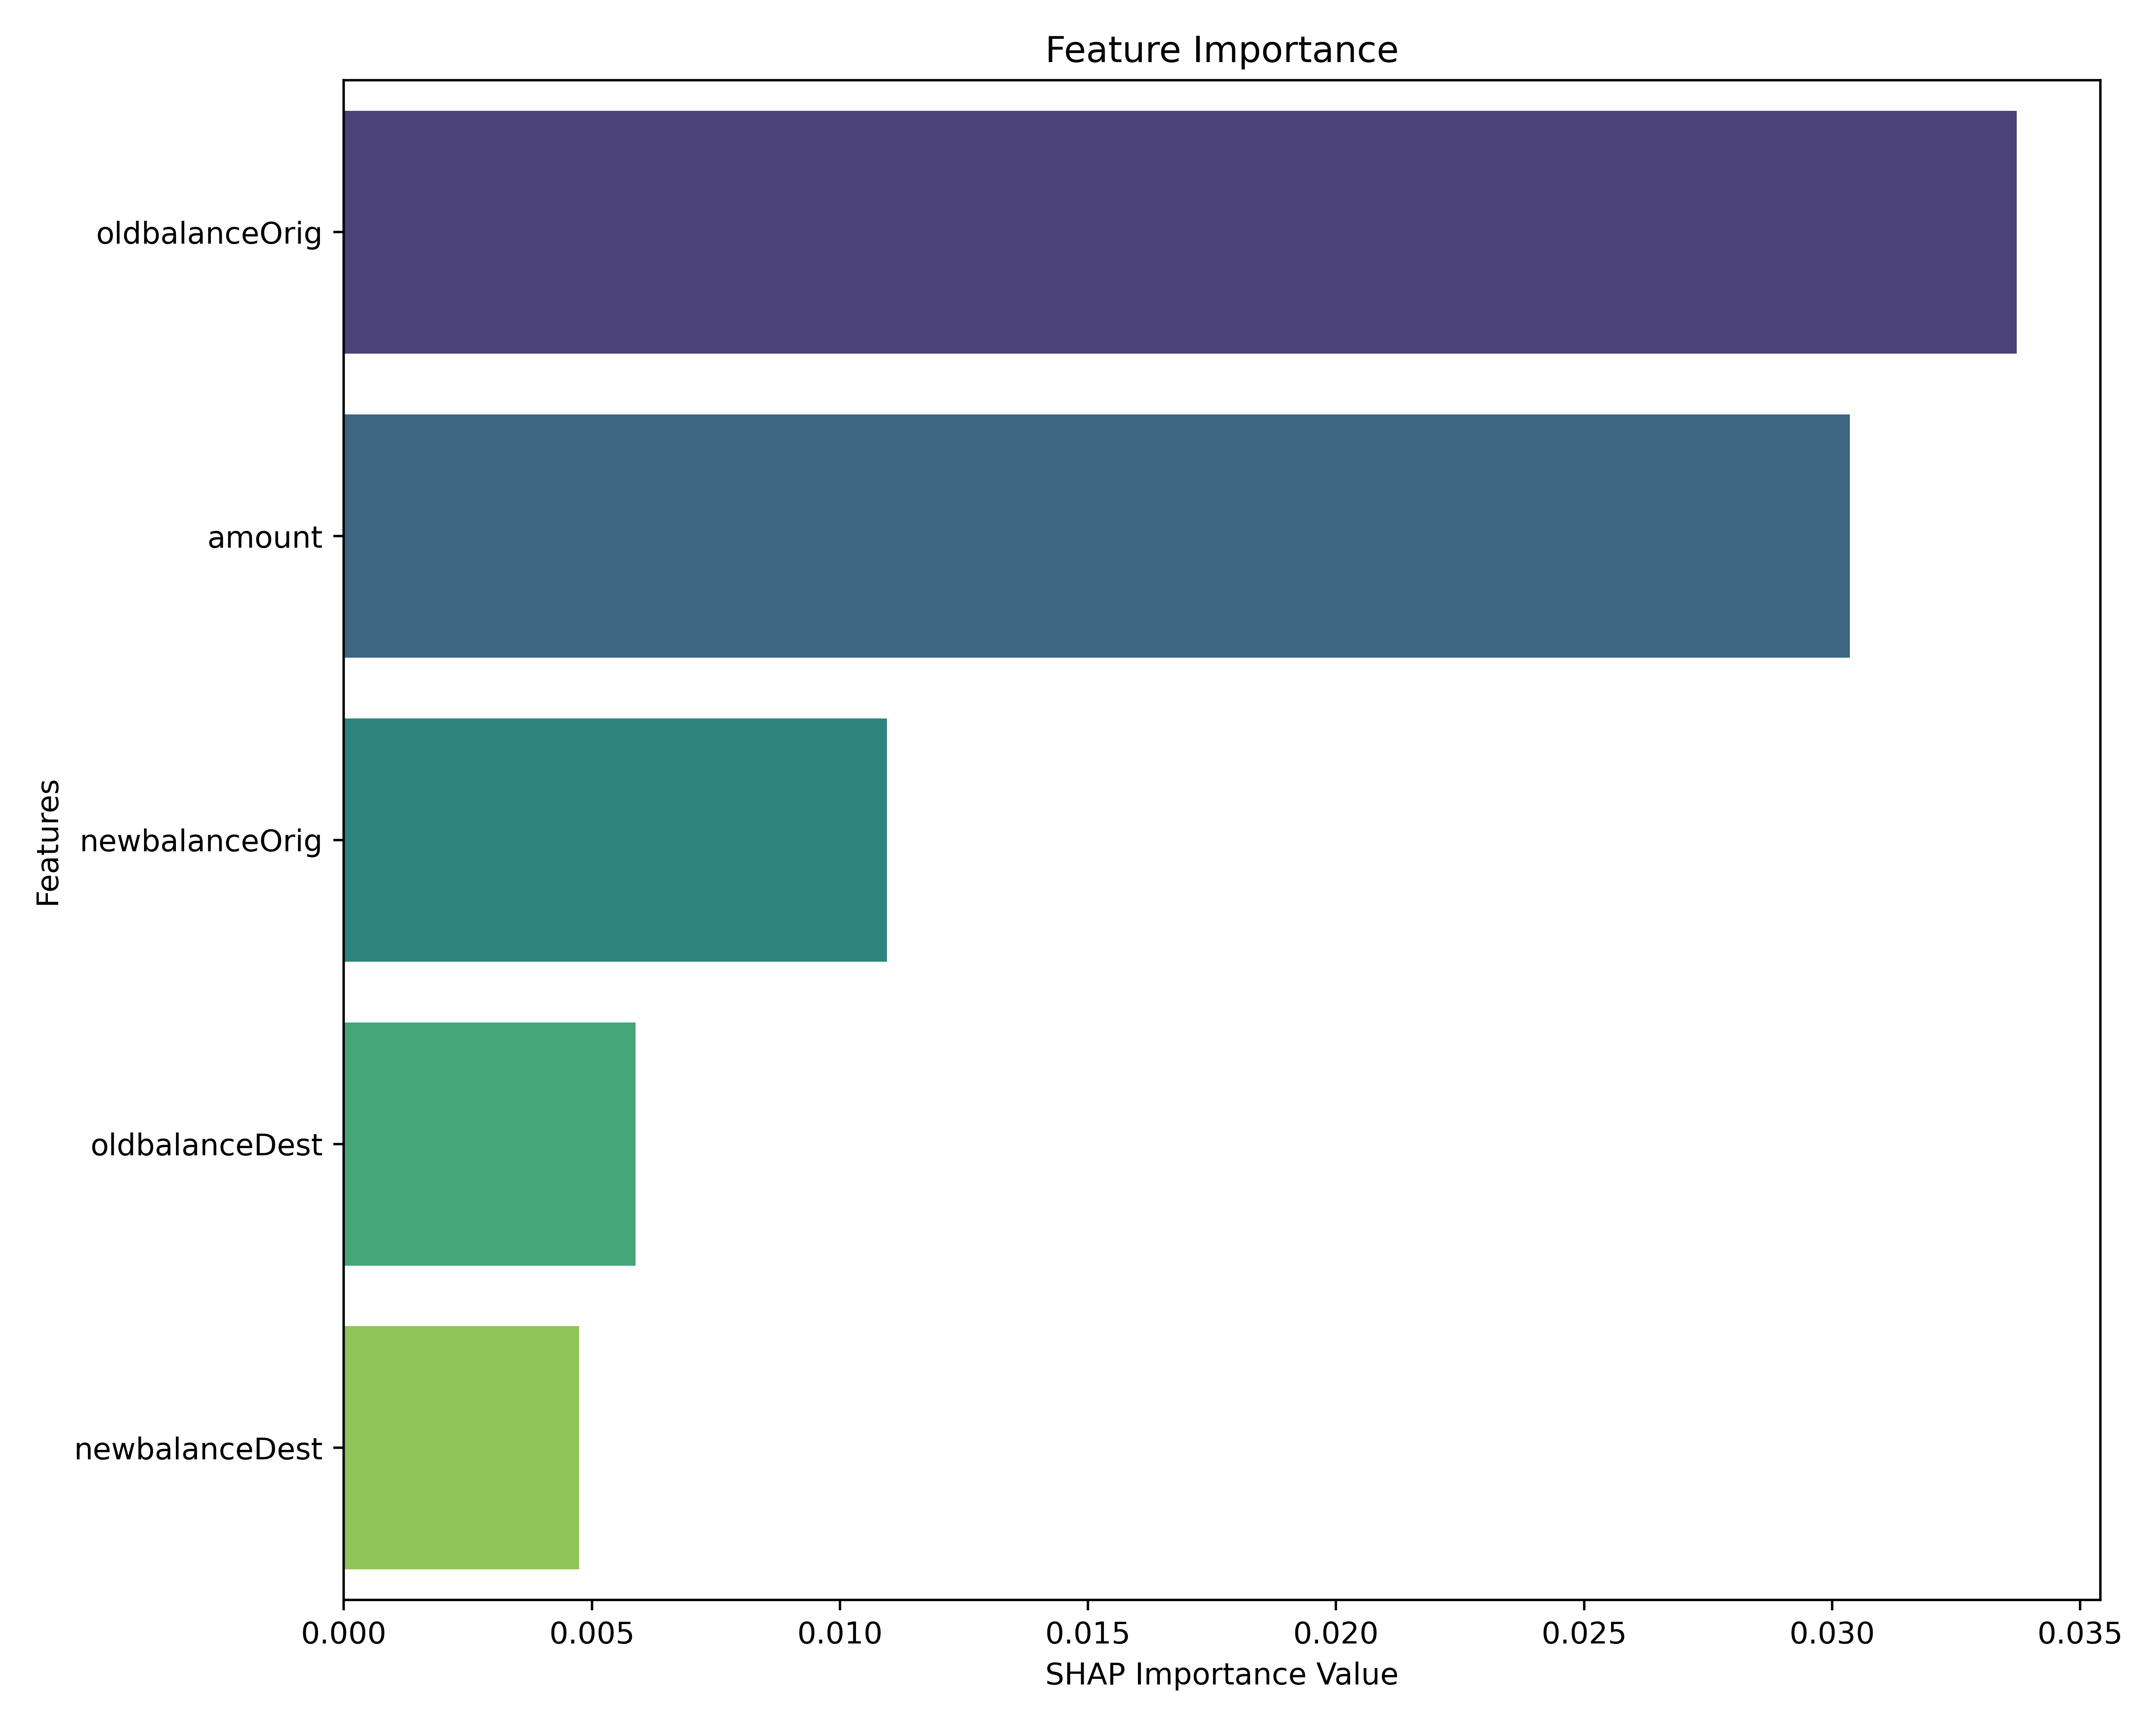 Feature Importance
Features
oldbalanceOrig
amount
newbalanceOrig
oldbalanceDest
newbalanceDest
0.000 0.005 0.010 0.015 0.020 0.025 0.030 0.035
SHAP Importance Value